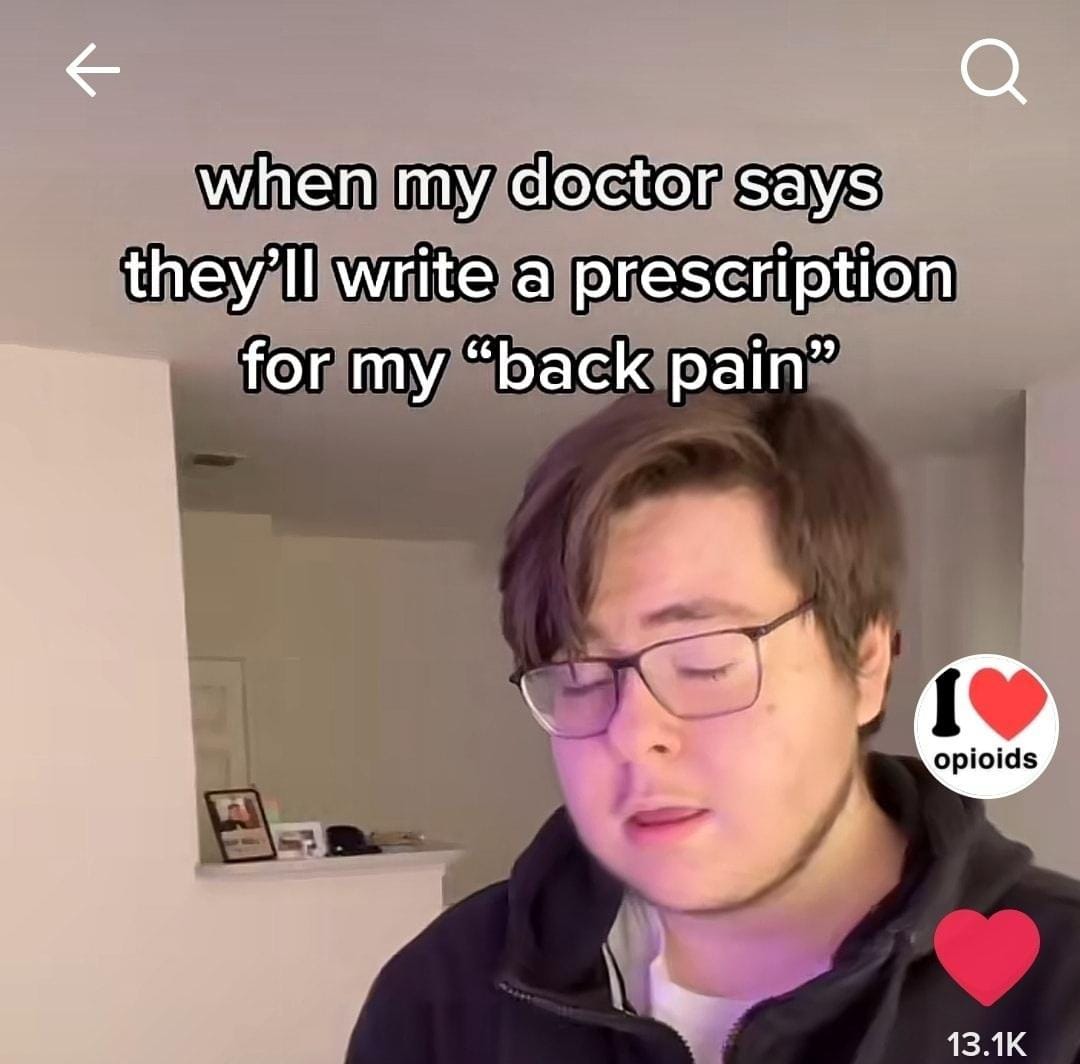 when my doctor says
they’ll write a prescription
for my “back pain”
I
opioids
13.1K